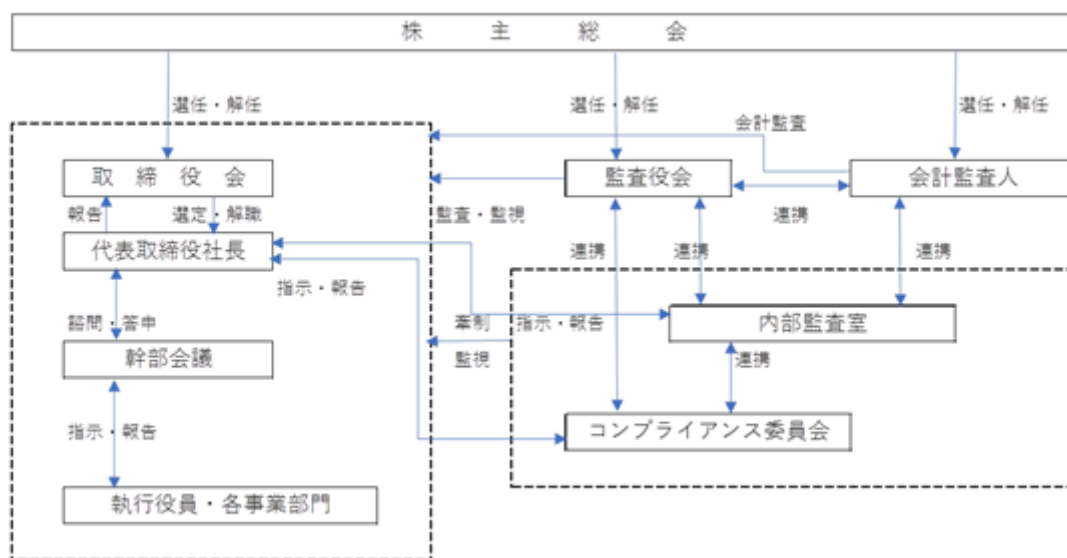 株主総会
選任・解任
選任・解任
選任・解任
会計監査
取締役会
監査役会
会計監査人
報告
選定・解職
監査・監視
連携
代表取締役社長
連携
連携
連携
指示・報告
諮問・答申
牽制
指示・報告
内部監査室
幹部会議
監視
連携
指示・報告
コンプライアンス委員会
執行役員・各事業部門